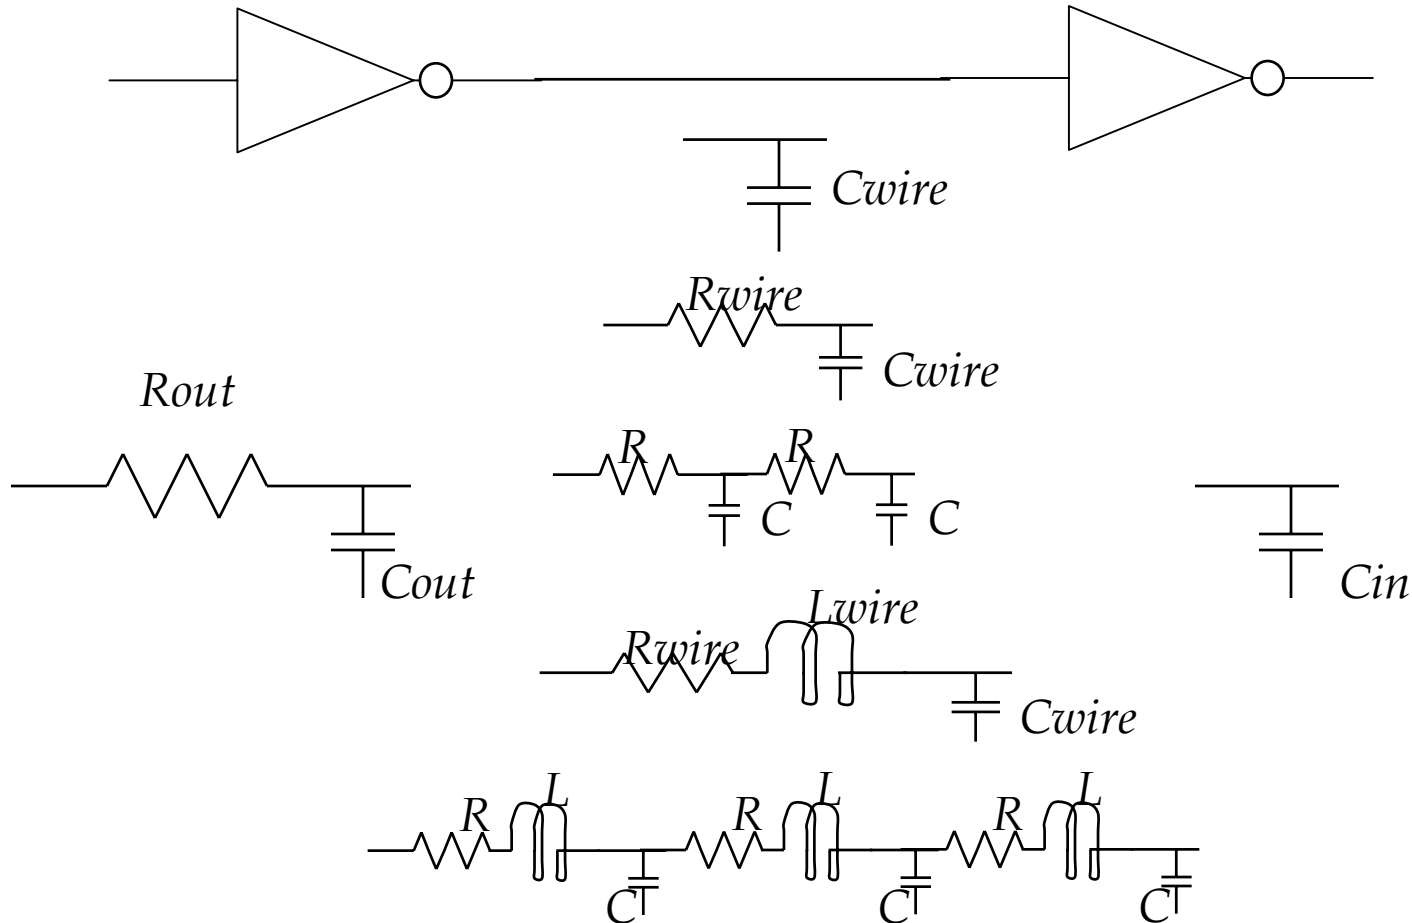 Cwire
Rwire
Cwire
Rout
R R
C C
Cout
Cin
Lwire
Rwire
Cwire
L L L
R R R
C C C